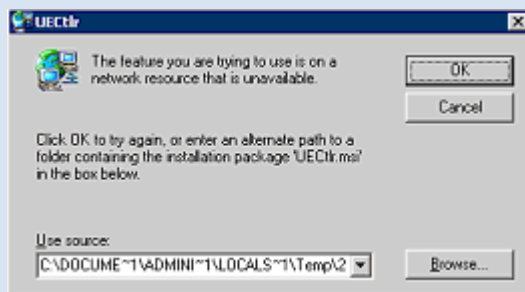 UECtlr
The feature you are trying to use is on a
network resource that is unavailable.
OK
Cancel
Click OK to try again, or enter an alternate path to a
folder containing the installation package 'UECtlr.msi'
in the box below.
Use source:
C:\DOCUME~1\ADMINI~1\LOCALS~1\Temp\2
Browse...